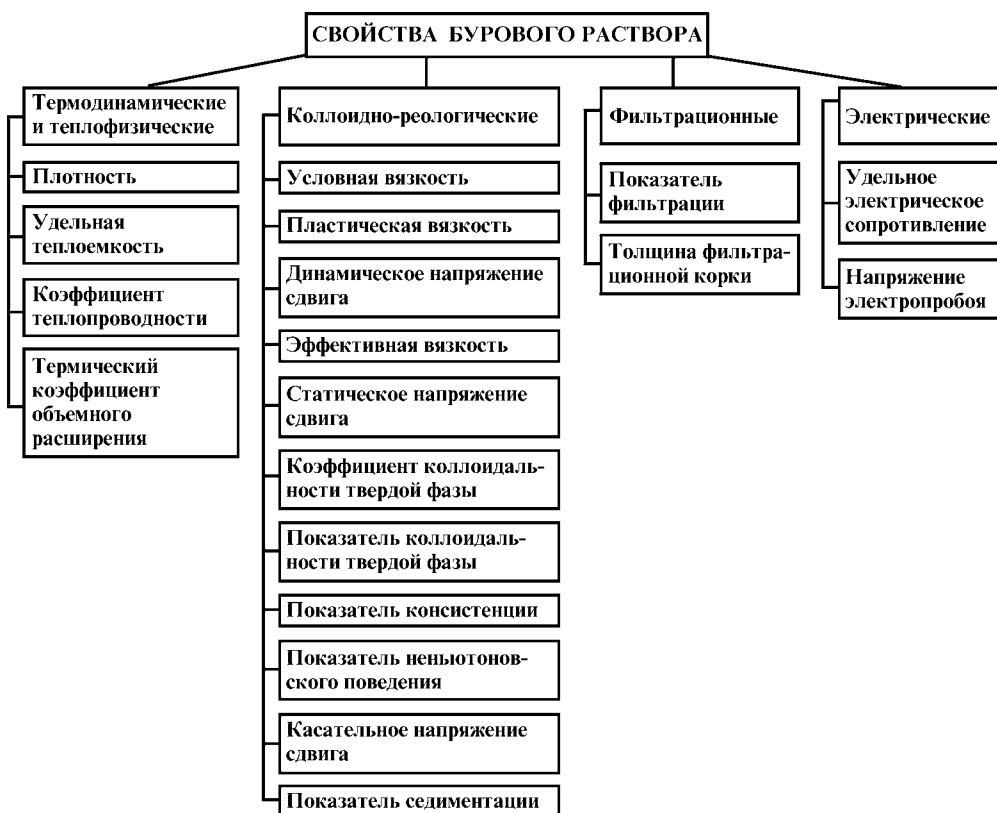 СВОЙСТВА БУРОВОГО РАСТВОРА
Термодинамические
и теплофизические
Плотность
Удельная
теплоемкость
Коэффициент
теплопроводности
Термический
коэффициент
объемного
расширения
Коллоидно-реологические
Условная вязкость
Пластическая вязкость
Динамическое напряжение
сдвига
Эффективная вязкость
Статическое напряжение
сдвига
Коэффициент коллоидаль-
ности твердой фазы
Показатель коллоидаль-
ности твердой фазы
Показатель консистенции
Показатель неньютонов-
ского поведения
Касательное напряжение
сдвига
Показатель седиментации
Фильтрационные
Показатель
фильтрации
Толщина фильтра-
ционной корки
Электрические
Удельное
электрическое
сопротивление
Напряжение
электропробоя